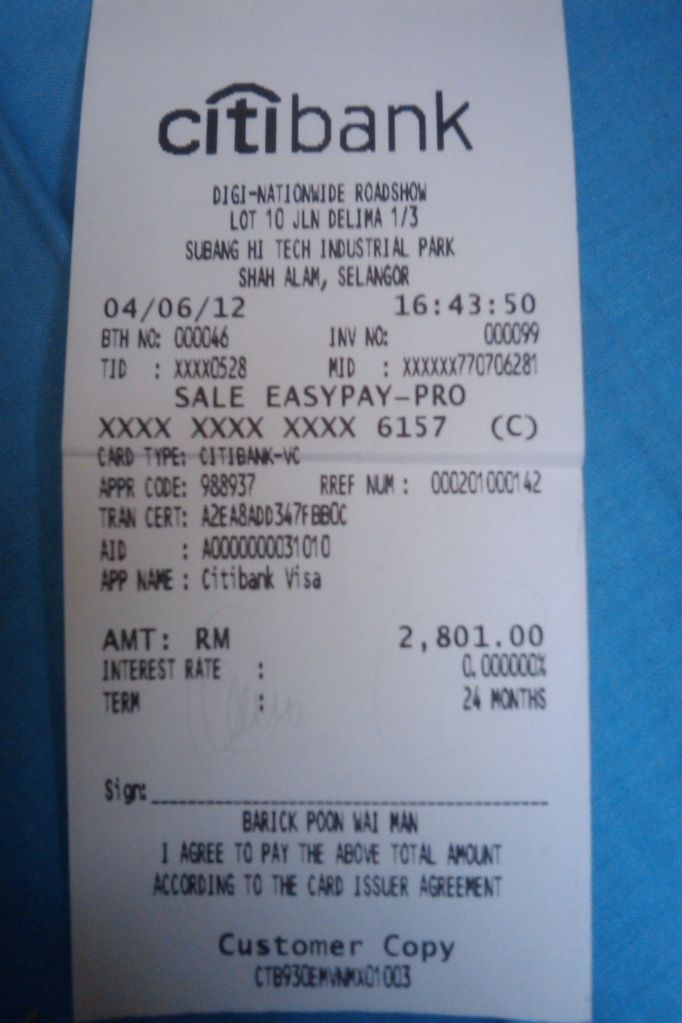 citibank
DIGI-NATIONWIDE ROADSHOW
LOT 10 JLN DELIMA 1/3
SUBANG HI TECH INDUSTRIAL PARK
SHAH ALAM, SELANGOR
04/06/12 16:43:50
BTH NO: 000046 INV NO: 000099
TID : XXXX0528 MID : XXXXXX770706281
SALE EASYPAY-PRO
XXXX XXXX XXXX 6157 (C)
CARD TYPE: CITIBANK-VC
APPR CODE: 988937 RREF NUM : 000201000142
TRAN CERT: A2EA8ADD347FBB0C
AID : A0000000031010
APP NAME : Citibank Visa
AMT: RM 2,801.00
INTEREST RATE : 0.000000%
TERM : 24 MONTHS
Sign:
BARICK POON WAI MAN
I AGREE TO PAY THE ABOVE TOTAL AMOUNT
ACCORDING TO THE CARD ISSUER AGREEMENT
Customer Copy
CTB930EMVNMX01003